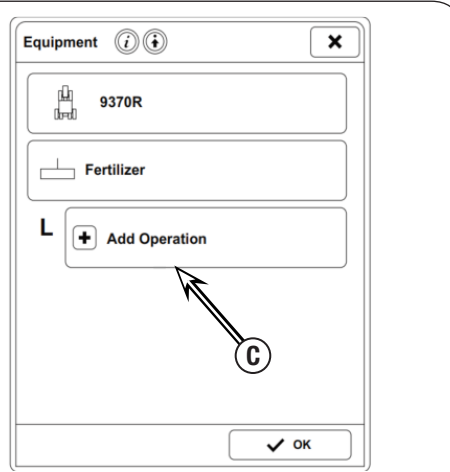 Equipment
9370R
Fertilizer
L
Add Operation
C
OK